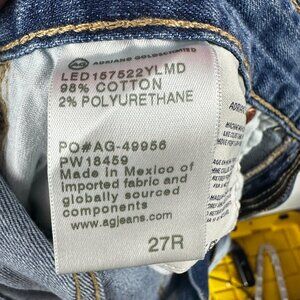 AG
ADRIANO GOLDSCHMIED
LED157522YLMD
98% COTTON
2% POLYURETHANE
PO#AG-49956
PW18459
Made in Mexico of
imported fabric and
globally sourced
components
www.agjeans.com
27R